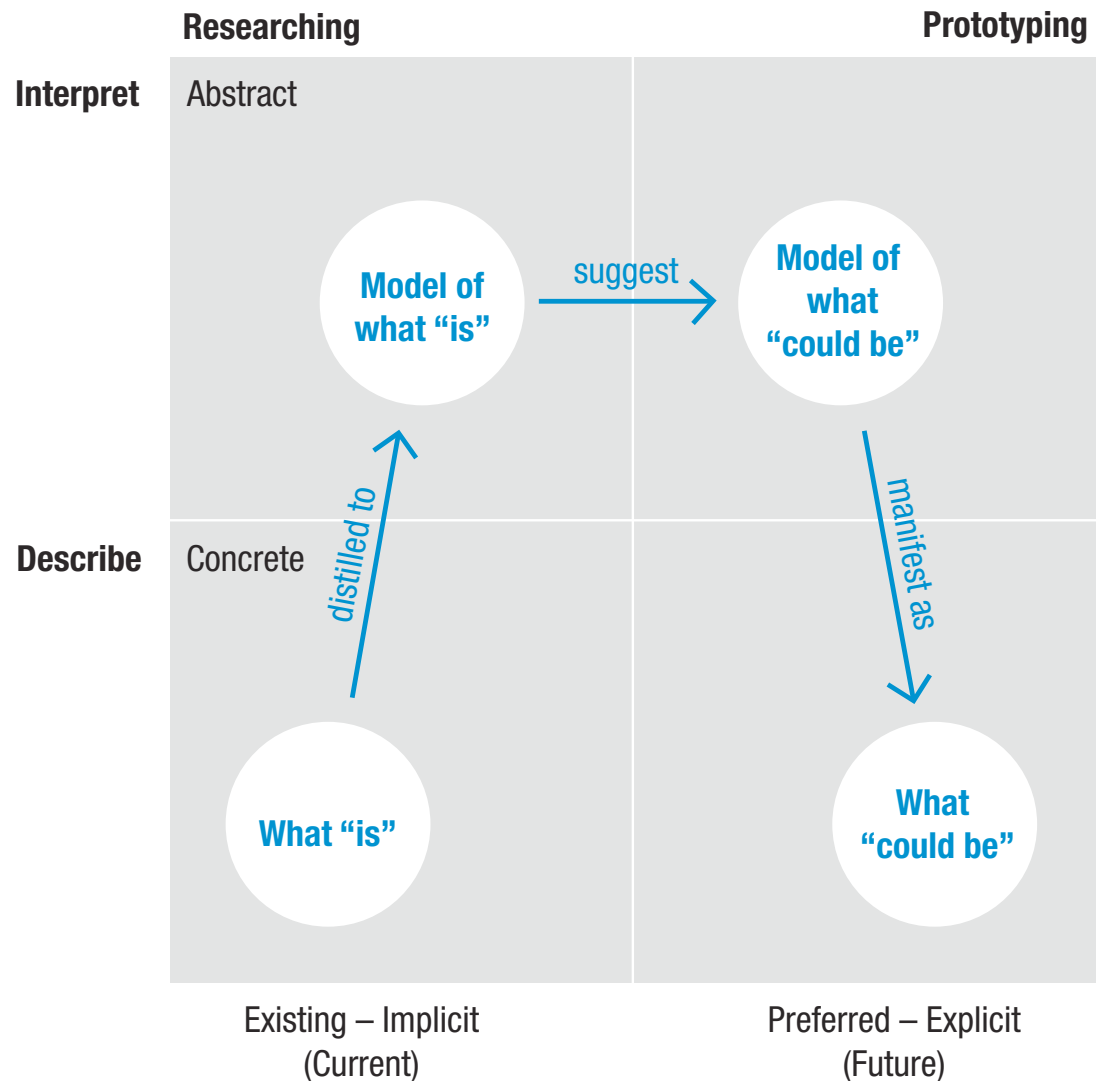 Researching
Prototyping
Interpret
Abstract
Model of
what “is”
suggest
Model of
what
“could be”
distilled to
manifest as
Describe
Concrete
What “is”
What
“could be”
Existing – Implicit
(Current)
Preferred – Explicit
(Future)